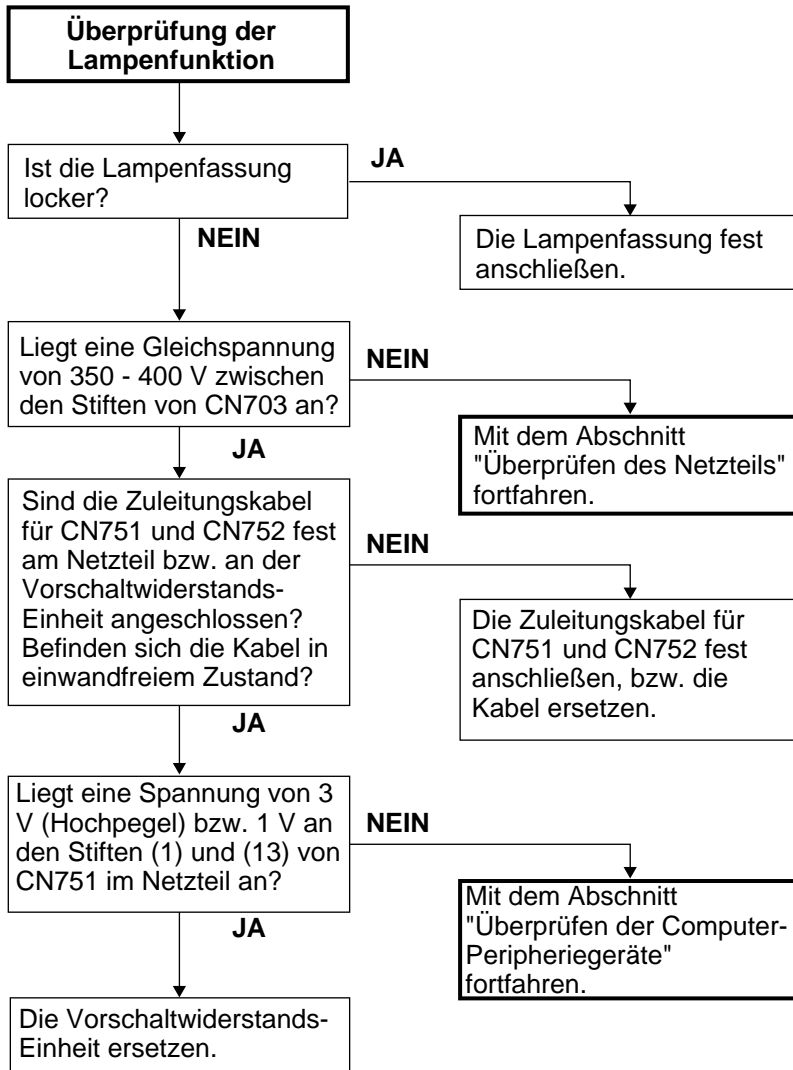 Überprüfung der
Lampenfunktion
Ist die Lampenfassung
locker?
JA
Die Lampenfassung fest
anschließen.
NEIN
Liegt eine Gleichspannung
von 350 - 400 V zwischen
den Stiften von CN703 an?
NEIN
Mit dem Abschnitt
"Überprüfen des Netzteils"
fortfahren.
JA
Sind die Zuleitungskabel
für CN751 und CN752 fest
am Netzteil bzw. an der
Vorschaltwiderstands-
Einheit angeschlossen?
Befinden sich die Kabel in
einwandfreiem Zustand?
NEIN
Die Zuleitungskabel für
CN751 und CN752 fest
anschließen, bzw. die
Kabel ersetzen.
JA
Liegt eine Spannung von 3
V (Hochpegel) bzw. 1 V an
den Stiften (1) und (13) von
CN751 im Netzteil an?
NEIN
Mit dem Abschnitt
"Überprüfen der Computer-
Peripheriegeräte"
fortfahren.
JA
Die Vorschaltwiderstands-
Einheit ersetzen.